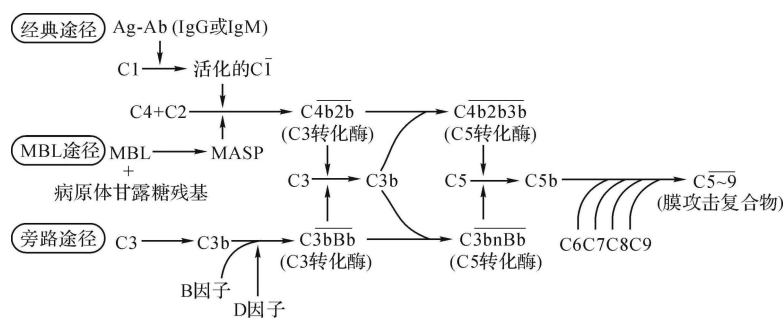 经典途径 Ag-Ab (IgG或IgM)
C1 活化的C1̅
C4+C2 C4b2b C4b2b3b
(C3转化酶) (C5转化酶)
MBL途径 MBL MASP
+
病原体甘露糖残基
C3 C3b C5 C5b C5~9
(膜攻击复合物)
旁路途径 C3 C3b C3bBb C3bnBb
(C3转化酶) (C5转化酶)
C6C7C8C9
B因子
D因子